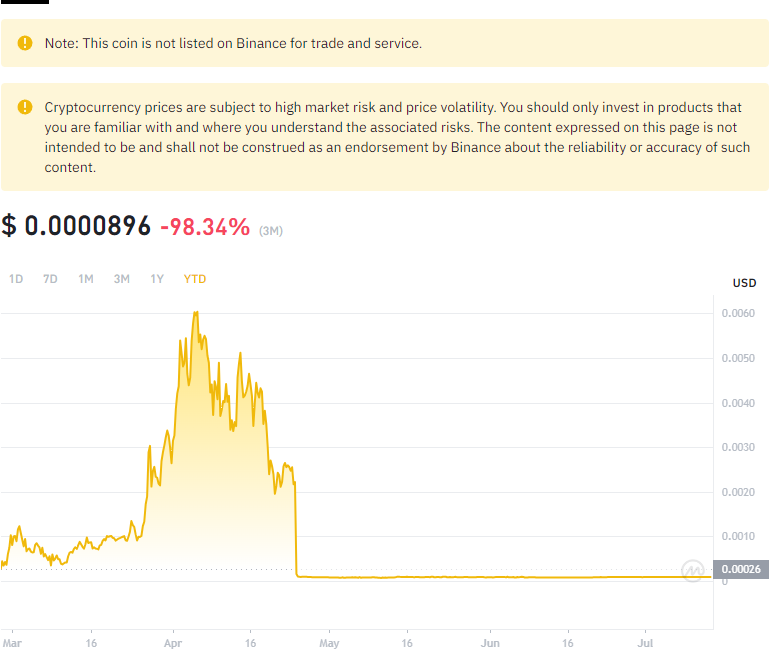 Note: This coin is not listed on Binance for trade and service.
Cryptocurrency prices are subject to high market risk and price volatility. You should only invest in products that
you are familiar with and where you understand the associated risks. The content expressed on this page is not
intended to be and shall not be construed as an endorsement by Binance about the reliability or accuracy of such
content.
$ 0.0000896 -98.34% (3M)
1D 7D 1M 3M 1Y YTD
USD
0.0060
0.0050
0.0040
0.0030
0.0020
0.0010
0.00026
0
Mar 16 Apr 16 May 16 Jun 16 Jul